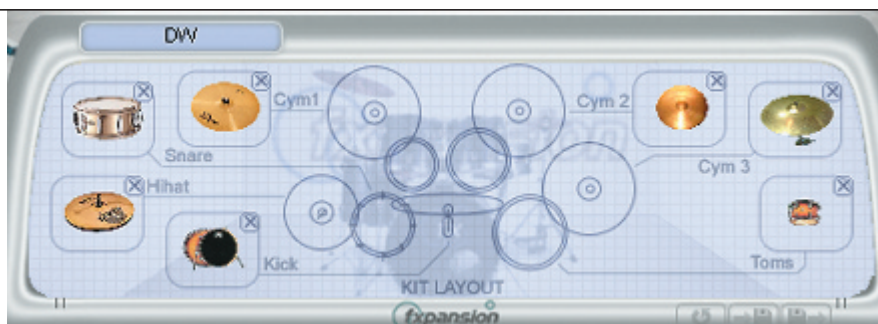 DW
Cym1
Cym 2
Snare
Cym 3
Hihat
Kick
Toms
KIT LAYOUT
fxpansion